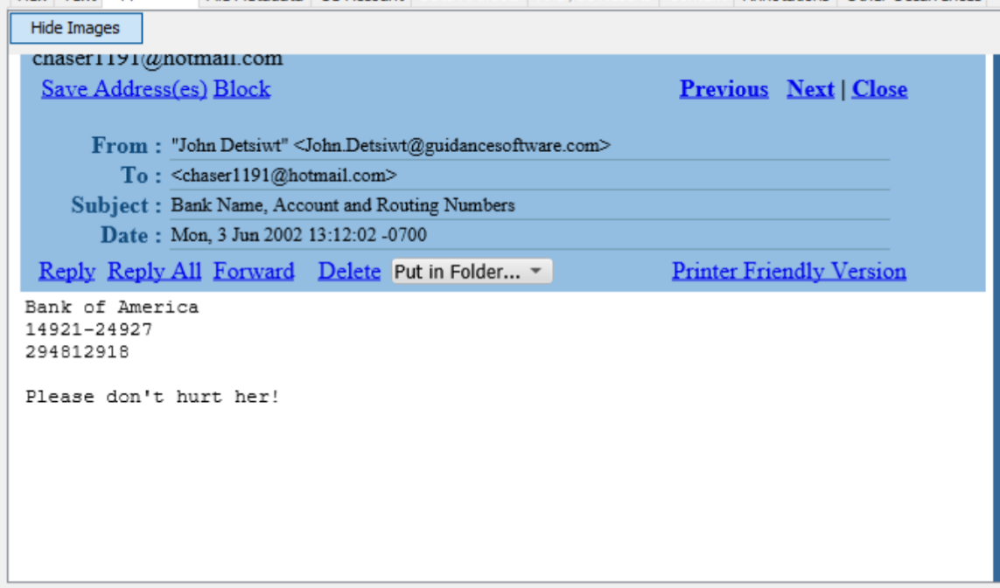 Hide Images
chaser1191@hotmail.com
Save Address(es) Block Previous Next | Close
From : "John Detsiwt" <John.Detsiwt@guidancesoftware.com>
To : <chaser1191@hotmail.com>
Subject : Bank Name, Account and Routing Numbers
Date : Mon, 3 Jun 2002 13:12:02 -0700
Reply Reply All Forward Delete Put in Folder... Printer Friendly Version
Bank of America
14921-24927
294812918
Please don't hurt her!